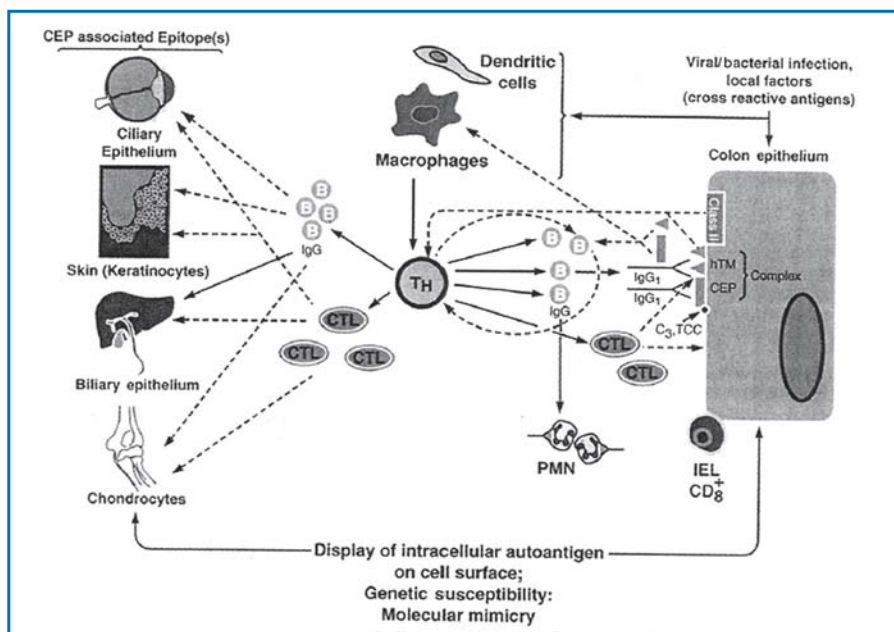 CEP associated Epitope(s)
Ciliary
Epithelium
Skin (Keratinocytes)
Biliary epithelium
Chondrocytes
Dendritic
cells
Macrophages
B
B
B
B
IgG
TH
CTL
CTL
CTL
B
B
B
B
IgG
CTL
CTL
PMN
IgG1
IgG1
C3,TCC
Viral/bacterial infection,
local factors
(cross reactive antigens)
Colon epithelium
Class II
hTM
CEP
Complex
IEL
CD8+
Display of intracellular autoantigen
on cell surface;
Genetic susceptibility:
Molecular mimicry